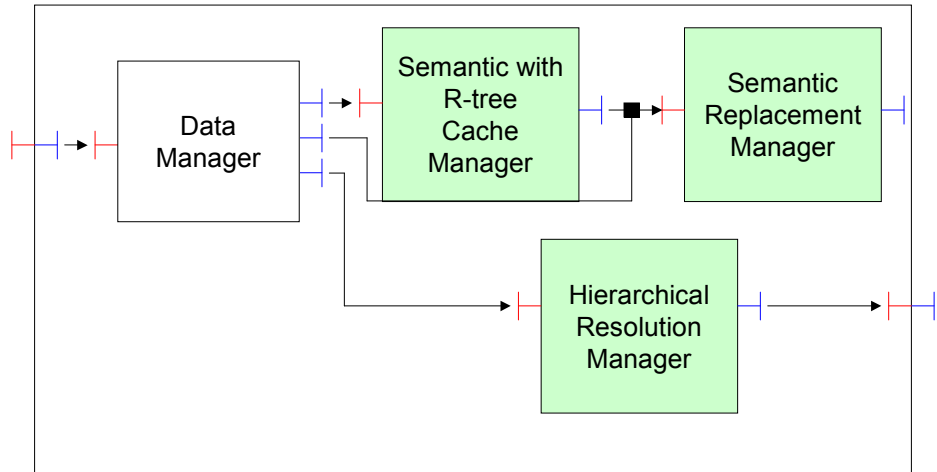 Data
Manager
Semantic with
R-tree
Cache
Manager
Semantic
Replacement
Manager
Hierarchical
Resolution
Manager